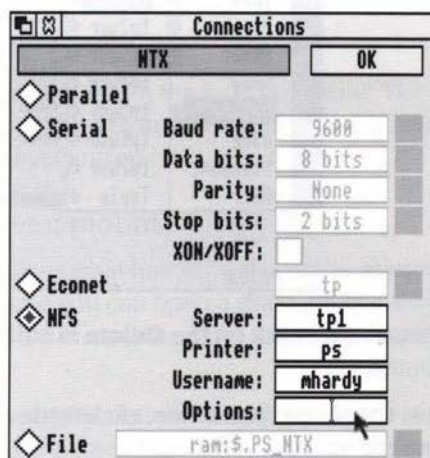 Connections
NTX OK
Parallel
Serial Baud rate: 9600
Data bits: 8 bits
Parity: None
Stop bits: 2 bits
XON/XOFF:
Econet tp
NFS Server: tp1
Printer: ps
Username: mhardy
Options:
File ram:$.PS_NTX